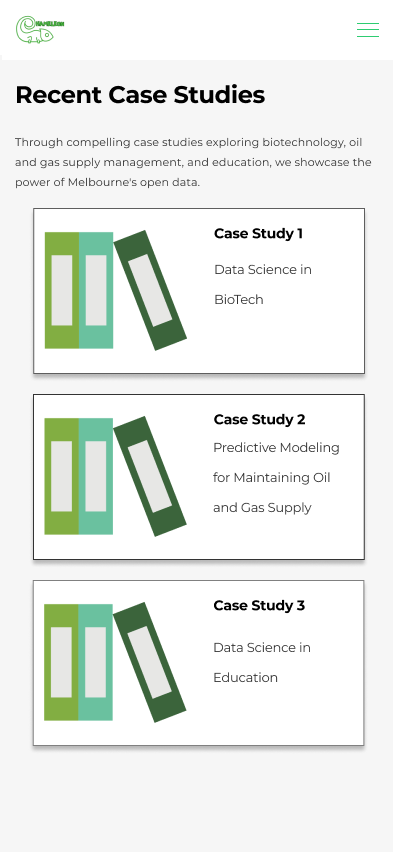 HAMELEON
Recent Case Studies
Through compelling case studies exploring biotechnology, oil
and gas supply management, and education, we showcase the
power of Melbourne's open data.
Case Study 1
Data Science in
BioTech
Case Study 2
Predictive Modeling
for Maintaining Oil
and Gas Supply
Case Study 3
Data Science in
Education